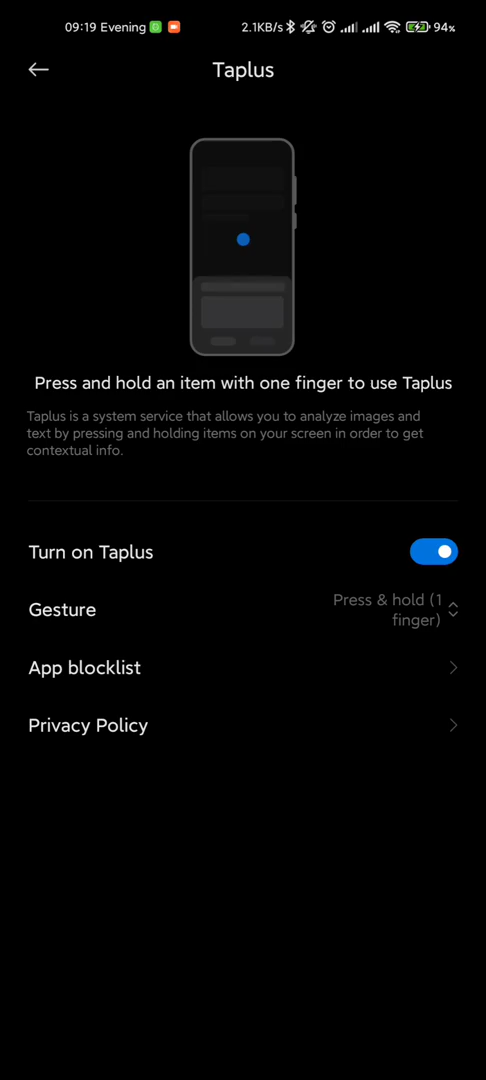 09:19 Evening 2.1KB/s 94%
Taplus
Press and hold an item with one finger to use Taplus
Taplus is a system service that allows you to analyze images and
text by pressing and holding items on your screen in order to get
contextual info.
Turn on Taplus
Gesture Press & hold (1
finger)
App blocklist
Privacy Policy